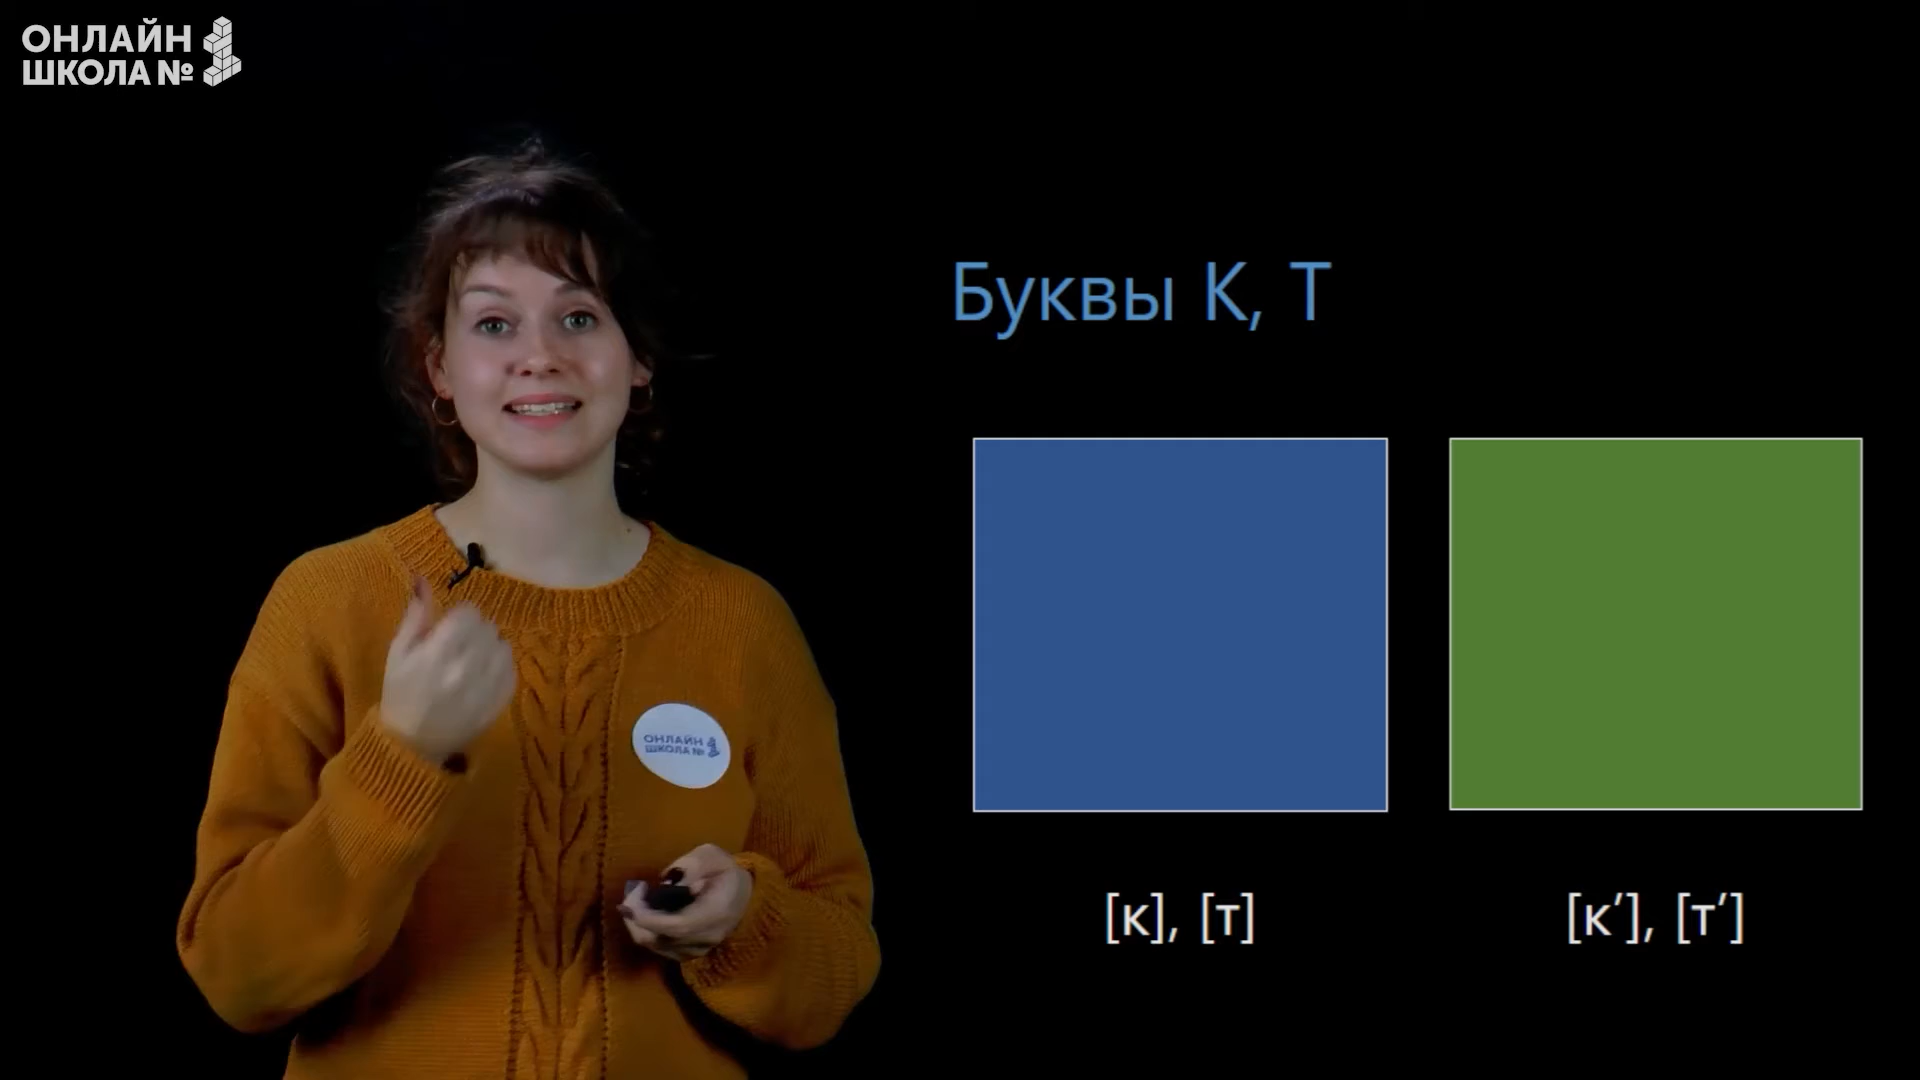 ОНЛАЙН
ШКОЛА №
Буквы К, Т
ОНЛАЙН
ШКОЛА №
[к], [т]
[к′], [т′]